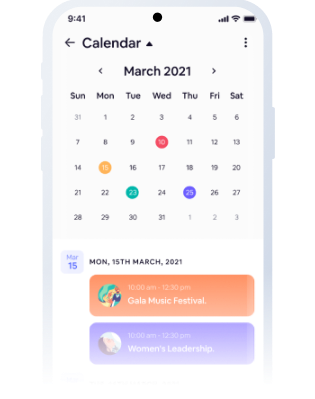 9:41
Calendar
March 2021
Sun Mon Tue Wed Thu Fri Sat
31 1 2 3 4 5 6
7 8 9 10 11 12 13
14 15 16 17 18 19 20
21 22 23 24 25 26 27
28 29 30 31 1 2 3
Mar
15
MON, 15TH MARCH, 2021
10:00 am - 12:30 pm
Gala Music Festival.
10:00 am - 12:30 pm
Women's Leadership.